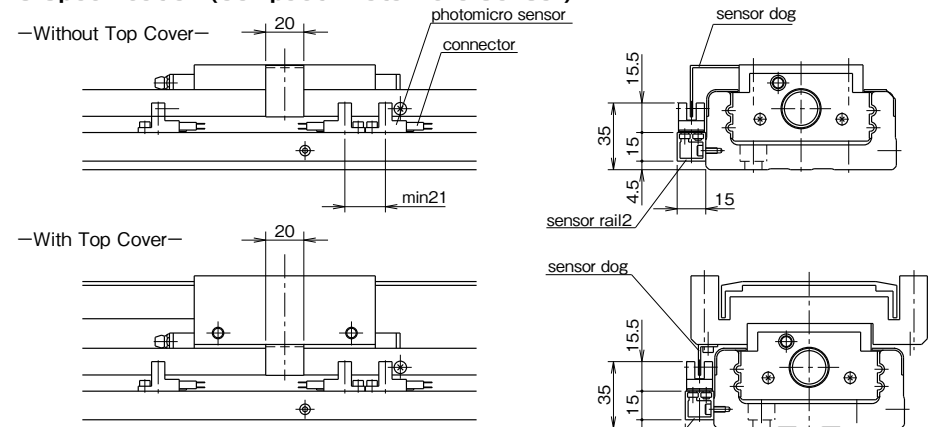 —Without Top Cover—
20
photomicro sensor
connector
min21
sensor dog
15.5
35
15
4.5
15
sensor rail2
—With Top Cover—
20
sensor dog
15.5
35
15